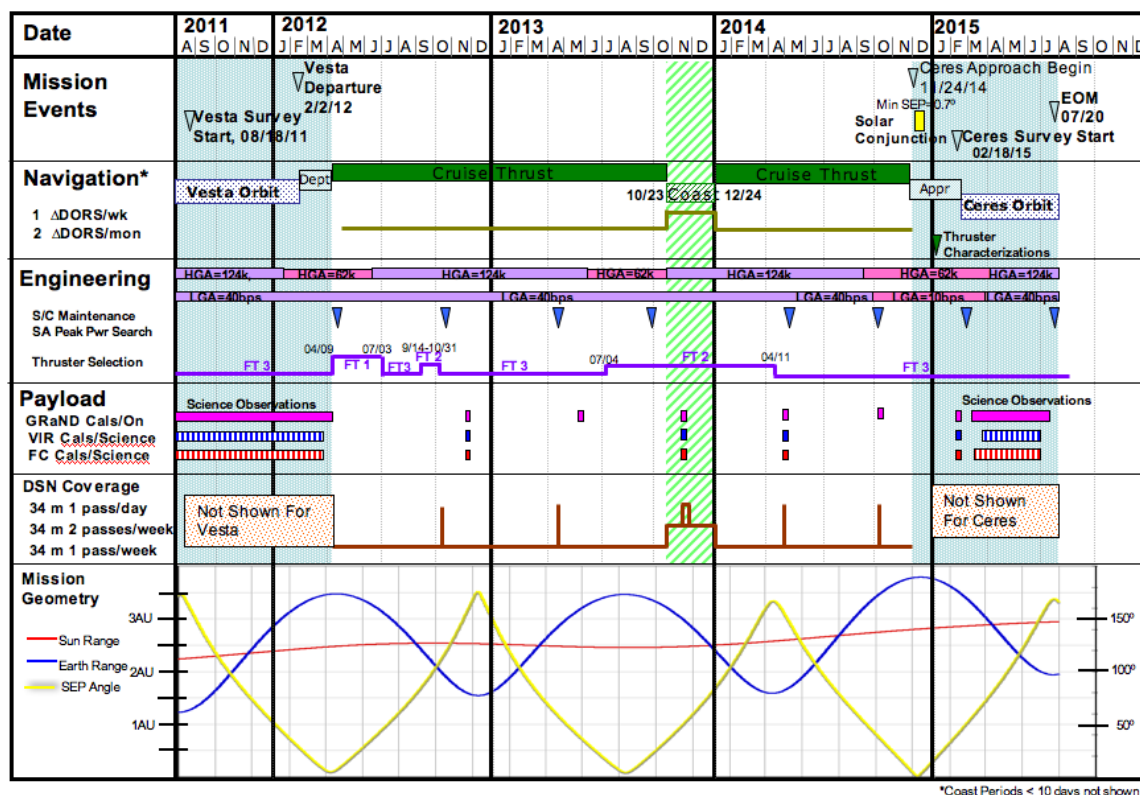 Date
2011 2012 2013 2014 2015
A S O N D J F M A M J J A S O N D J F M A M J J A S O N D J F M A M J J A S O N D J F M A M J J A S O N D
Mission
Events
Vesta Survey
Start, 08/18/11
Vesta
Departure
2/2/12
Ceres Approach Begin
11/24/14
Min SEP=0.7º
Solar
Conjunction
EOM
07/20
Ceres Survey Start
02/18/15
Navigation*
1 ΔDORS/wk
2 ΔDORS/mon
Vesta Orbit
Dept
Cruise Thrust
10/23 Coast 12/24
Cruise Thrust
Appr
Ceres Orbit
Thruster
Characterizations
Engineering
HGA=124k, HGA=62k HGA=124k HGA=62k HGA=124k HGA=62k HGA=124k
LGA=40bps LGA=40bps LGA=40bps LGA=10bps LGA=40bps
S/C Maintenance
SA Peak Pwr Search
Thruster Selection
04/09 07/03 9/14-10/31 07/04 04/11
FT 3 FT 1 FT3 FT 2 FT 3 FT 2 FT 3
Payload
GRaND Cals/On
VIR Cals/Science
FC Cals/Science
Science Observations
Science Observations
DSN Coverage
34 m 1 pass/day
34 m 2 passes/week
34 m 1 pass/week
Not Shown For
Vesta
Not Shown
For Ceres
Mission
Geometry
Sun Range
Earth Range
SEP Angle
3AU
2AU
1AU
150º
100º
50º
*Coast Periods < 10 days not shown